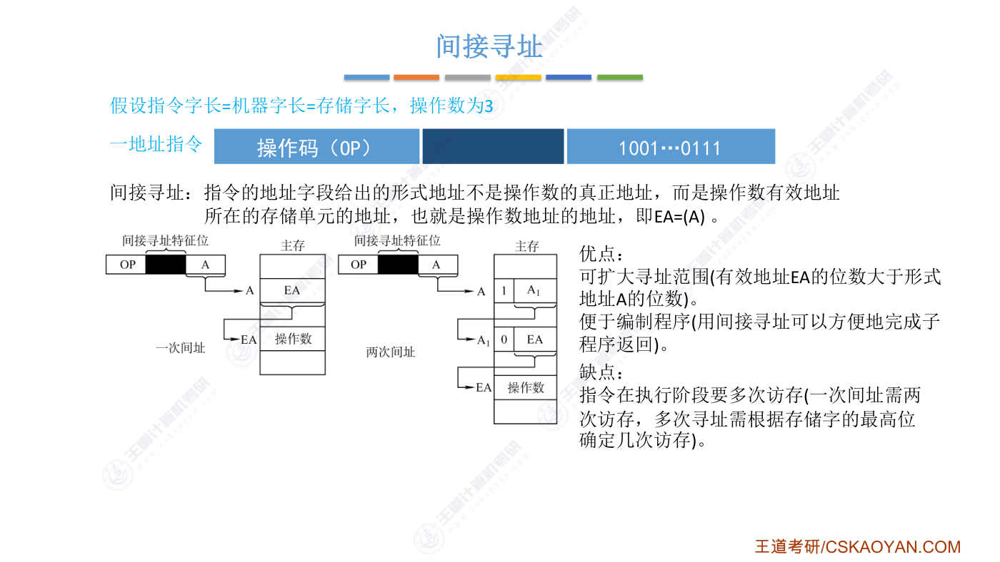 间接寻址
假设指令字长=机器字长=存储字长，操作数为3
一地址指令 操作码（OP） 1001…0111
间接寻址：指令的地址字段给出的形式地址不是操作数的真正地址，而是操作数有效地址
所在的存储单元的地址，也就是操作数地址的地址，即EA=(A) 。
间接寻址特征位
主存
OP A
A EA
EA 操作数
一次间址
间接寻址特征位
主存
OP A
A 1 A1
A1 0 EA
EA 操作数
两次间址
优点：
可扩大寻址范围(有效地址EA的位数大于形式
地址A的位数)。
便于编制程序(用间接寻址可以方便地完成子
程序返回)。
缺点：
指令在执行阶段要多次访存(一次间址需两
次访存，多次寻址需根据存储字的最高位
确定几次访存)。
王道考研/CSKAOYAN.COM
王道计算机考研